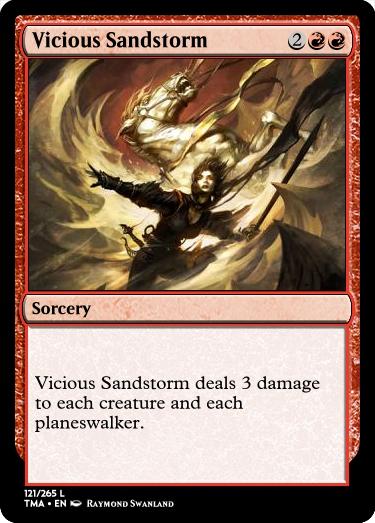 Vicious Sandstorm 2
Sorcery
Vicious Sandstorm deals 3 damage
to each creature and each
planeswalker.
121/265 L
TMA • EN Raymond Swanland